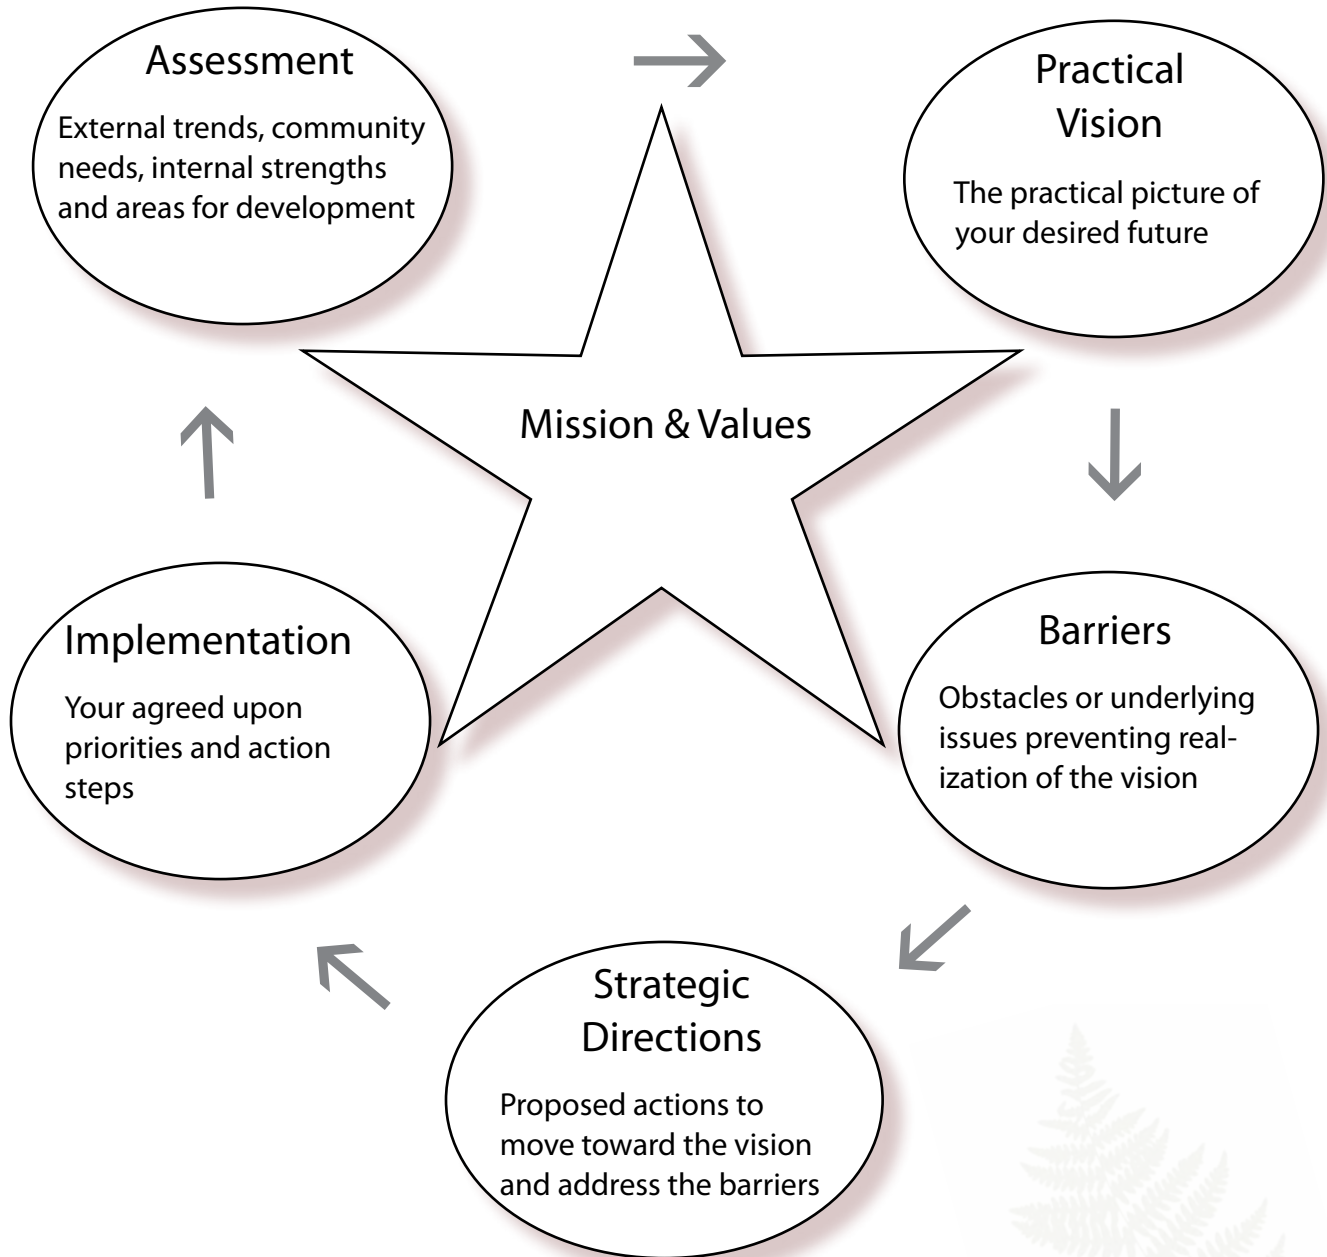 Assessment
External trends, community
needs, internal strengths
and areas for development
Practical
Vision
The practical picture of
your desired future
Mission & Values
Implementation
Your agreed upon
priorities and action
steps
Barriers
Obstacles or underlying
issues preventing real-
ization of the vision
Strategic
Directions
Proposed actions to
move toward the vision
and address the barriers